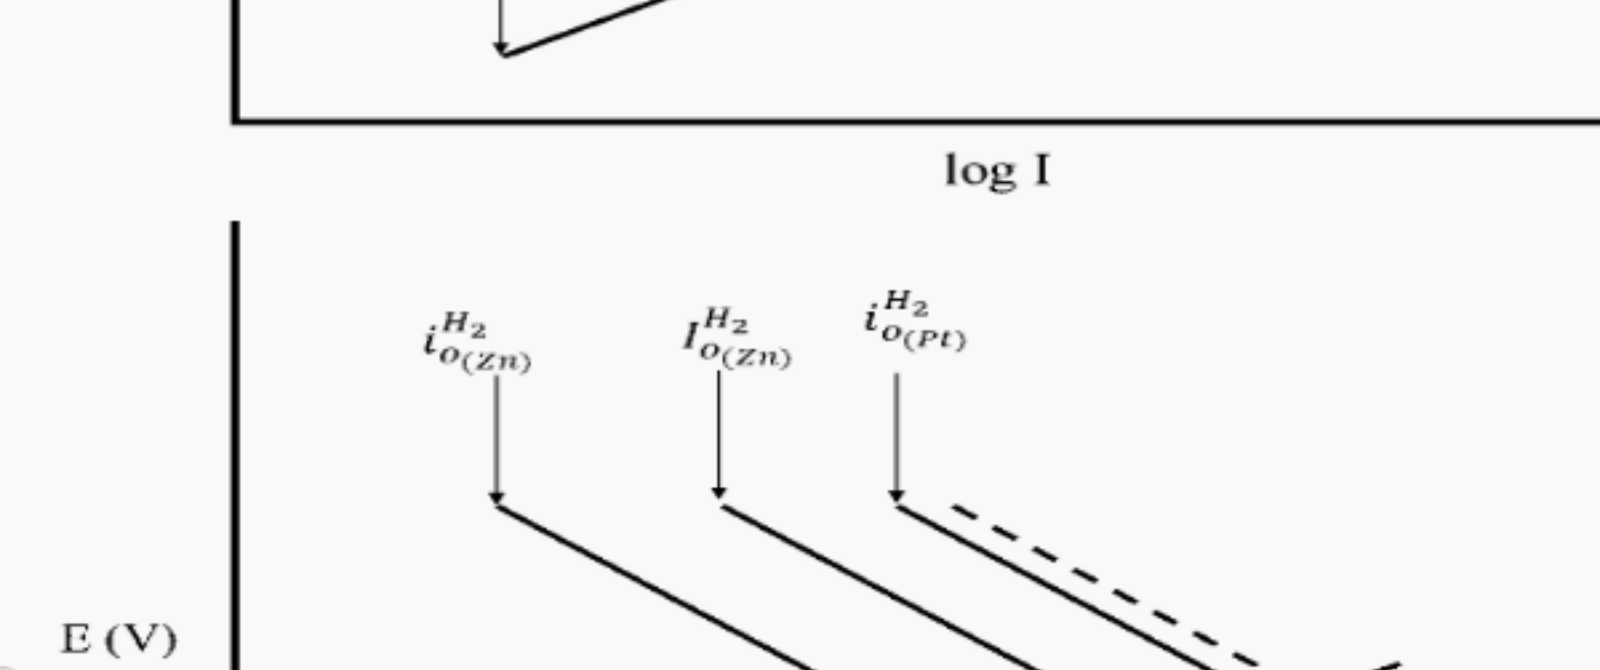 log I
i_{o(Zn)}^{H_2}
I_{o(Zn)}^{H_2}
i_{o(Pt)}^{H_2}
E (V)